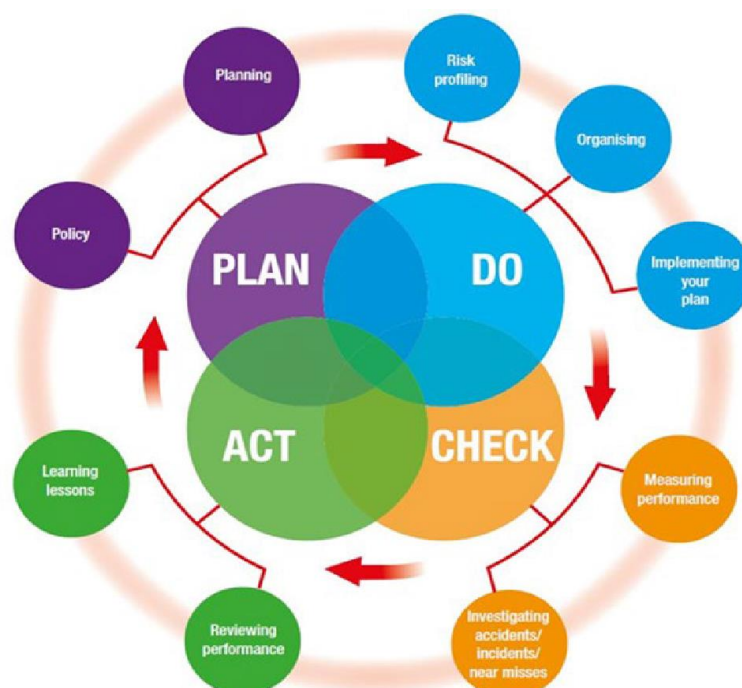 Planning
Risk
profiling
Organising
Policy
Implementing
your
plan
PLAN
DO
ACT
CHECK
Learning
lessons
Measuring
performance
Reviewing
performance
Investigating
accidents/
incidents/
near misses